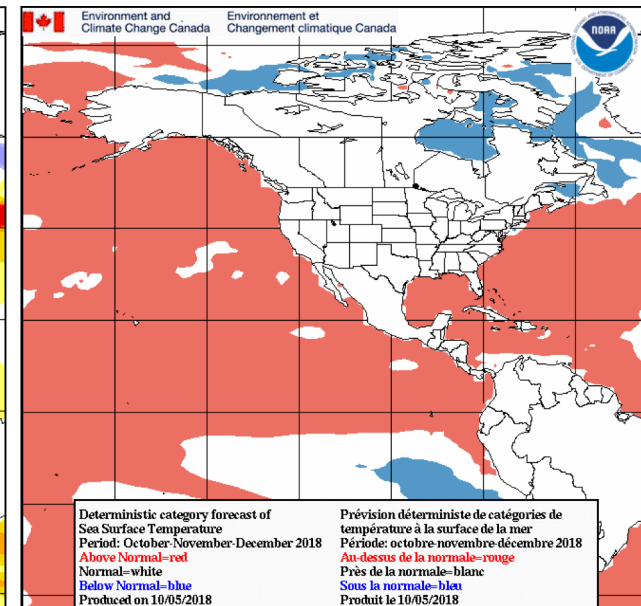 Environment and
Climate Change Canada
Environnement et
Changement climatique Canada
NOAA
Deterministic category forecast of
Sea Surface Temperature
Period: October-November-December 2018
Above Normal=red
Normal=white
Below Normal=blue
Produced on 10/05/2018
Prévision déterministe de catégories de
température à la surface de la mer
Période: octobre-novembre-décembre 2018
Au-dessus de la normale=rouge
Près de la normale=blanc
Sous la normale=bleu
Produit le 10/05/2018